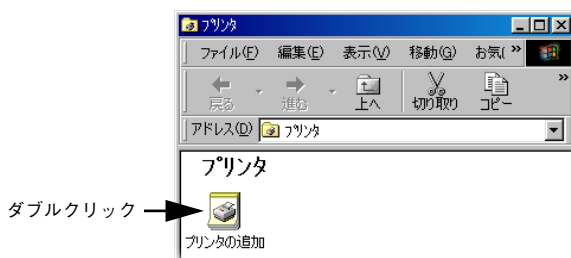 プリンタ
ファイル(F) 編集(E) 表示(V) 移動(G) お気(
戻る 進む 上へ 切り取り コピー
アドレス(D) プリンタ
プリンタ
ダブルクリック
プリンタの追加